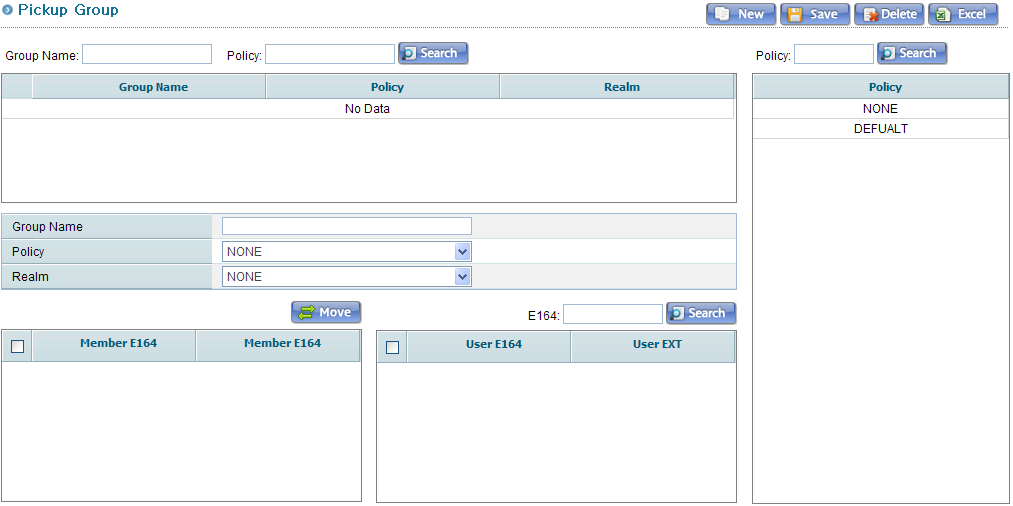 Pickup Group
New Save Delete Excel
Group Name: Policy: Search
Group Name Policy Realm
No Data
Group Name
Policy NONE
Realm NONE
Move
Member E164 Member E164
E164: Search
User E164 User EXT
Policy: Search
Policy
NONE
DEFUALT